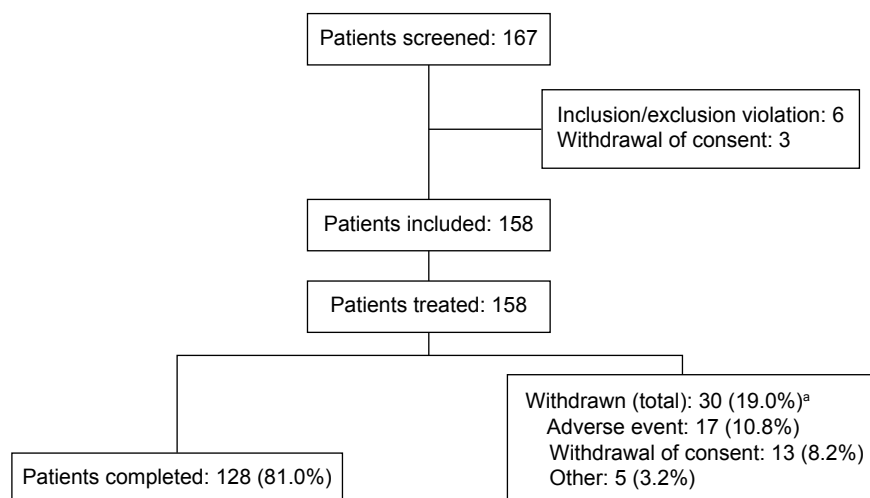 Patients screened: 167
Inclusion/exclusion violation: 6
Withdrawal of consent: 3
Patients included: 158
Patients treated: 158
Withdrawn (total): 30 (19.0%)ᵃ
Adverse event: 17 (10.8%)
Withdrawal of consent: 13 (8.2%)
Other: 5 (3.2%)
Patients completed: 128 (81.0%)